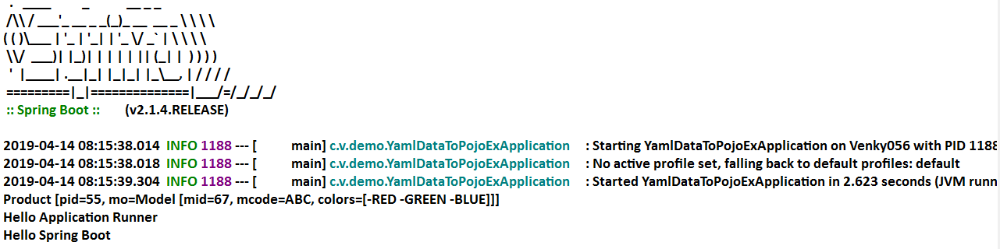 .   ____          _            __ _ _
 /\\ / ___'_ __ _ _(_)_ __  __ _ \ \ \ \
( ( )\___ | '_ | '_| | '_ \/ _` | \ \ \ \
 \\/  ___)| |_)| | | | | || (_| |  ) ) ) )
  '  |____| .__|_| |_|_| |_\__, | / / / /
 =========|_|==============|___/=/_/_/_/
 :: Spring Boot ::        (v2.1.4.RELEASE)
2019-04-14 08:15:38.014  INFO 1188 --- [           main] c.v.demo.YamlDataToPojoExApplication     : Starting YamlDataToPojoExApplication on Venky056 with PID 1188
2019-04-14 08:15:38.018  INFO 1188 --- [           main] c.v.demo.YamlDataToPojoExApplication     : No active profile set, falling back to default profiles: default
2019-04-14 08:15:39.304  INFO 1188 --- [           main] c.v.demo.YamlDataToPojoExApplication     : Started YamlDataToPojoExApplication in 2.623 seconds (JVM runn
Product [pid=55, mo=Model [mid=67, mcode=ABC, colors=[-RED -GREEN -BLUE]]]
Hello Application Runner
Hello Spring Boot